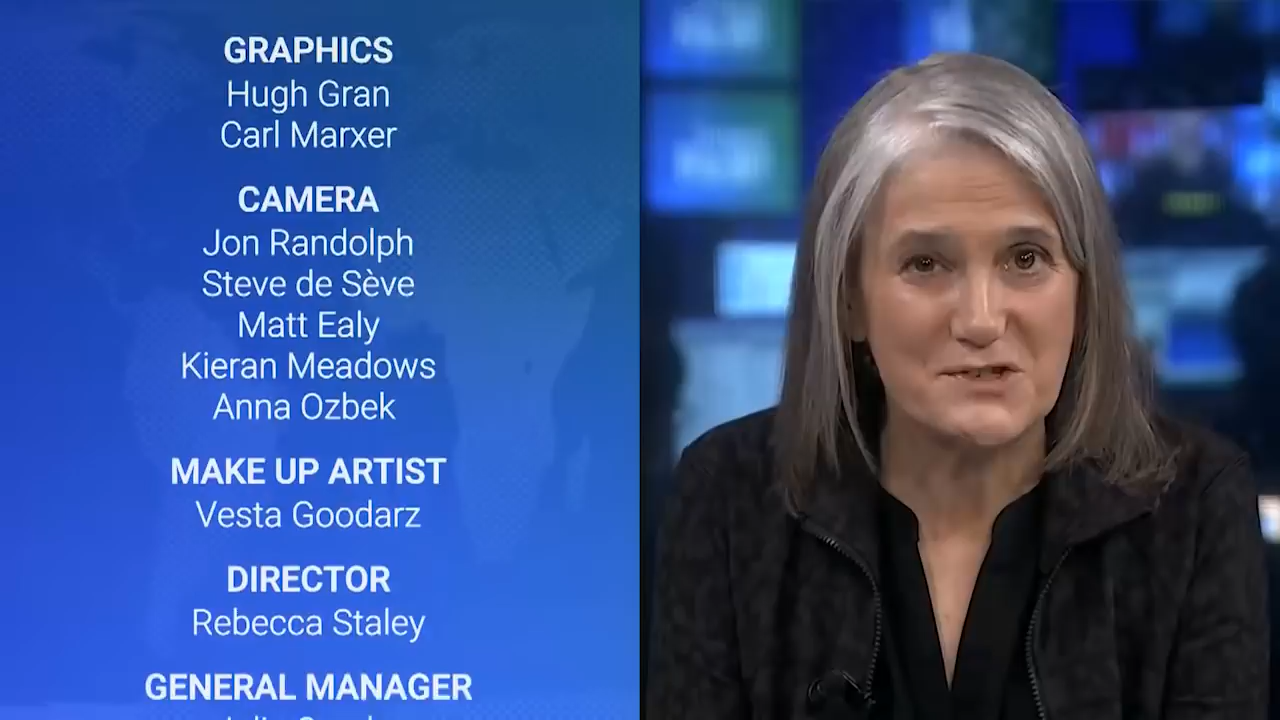 GRAPHICS
Hugh Gran
Carl Marxer
CAMERA
Jon Randolph
Steve de Sève
Matt Ealy
Kieran Meadows
Anna Ozbek
MAKE UP ARTIST
Vesta Goodarz
DIRECTOR
Rebecca Staley
GENERAL MANAGER